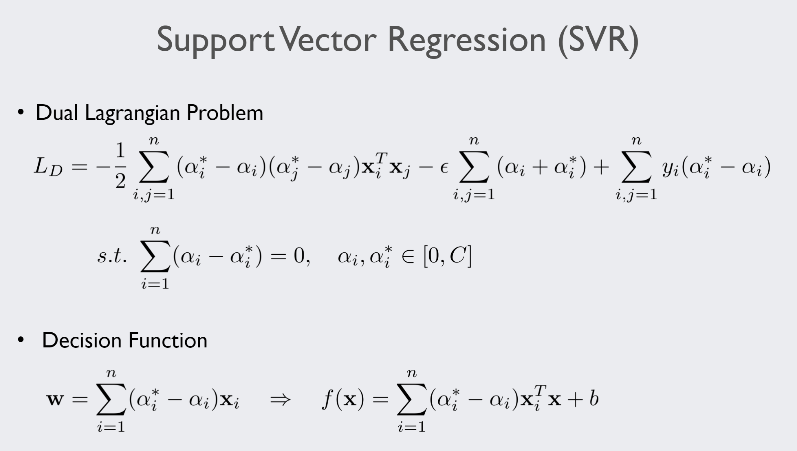 Support Vector Regression (SVR)
• Dual Lagrangian Problem
$L_D = -\frac{1}{2} \sum_{i,j=1}^{n} (\alpha_i^* - \alpha_i)(\alpha_j^* - \alpha_j)\mathbf{x}_i^T \mathbf{x}_j - \epsilon \sum_{i,j=1}^{n} (\alpha_i + \alpha_i^*) + \sum_{i,j=1}^{n} y_i(\alpha_i^* - \alpha_i)$
$s.t. \sum_{i=1}^{n} (\alpha_i - \alpha_i^*) = 0, \quad \alpha_i, \alpha_i^* \in [0, C]$
• Decision Function
$\mathbf{w} = \sum_{i=1}^{n} (\alpha_i^* - \alpha_i)\mathbf{x}_i \quad \Rightarrow \quad f(\mathbf{x}) = \sum_{i=1}^{n} (\alpha_i^* - \alpha_i)\mathbf{x}_i^T \mathbf{x} + b$